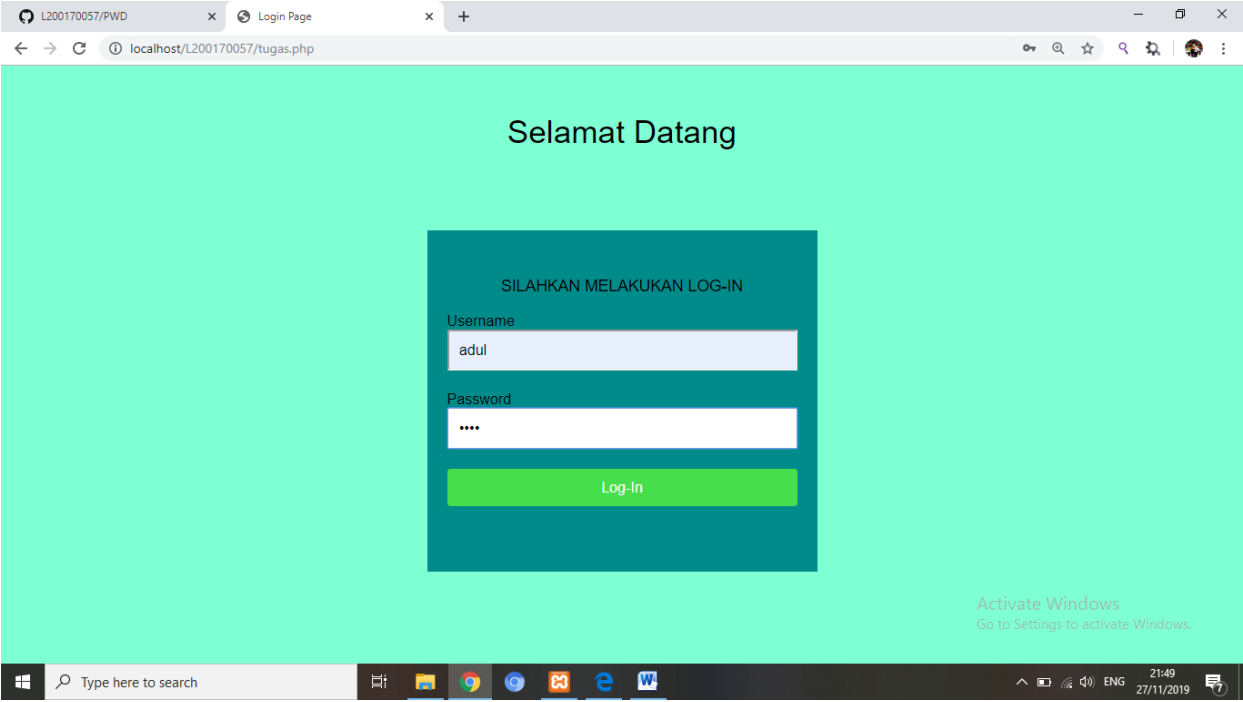 L200170057/PWD
Login Page
localhost/L200170057/tugas.php
Selamat Datang
SILAHKAN MELAKUKAN LOG-IN
Username
adul
Password
••••
Log-In
Activate Windows
Go to Settings to activate Windows.
Type here to search
ENG
21:49
27/11/2019
7